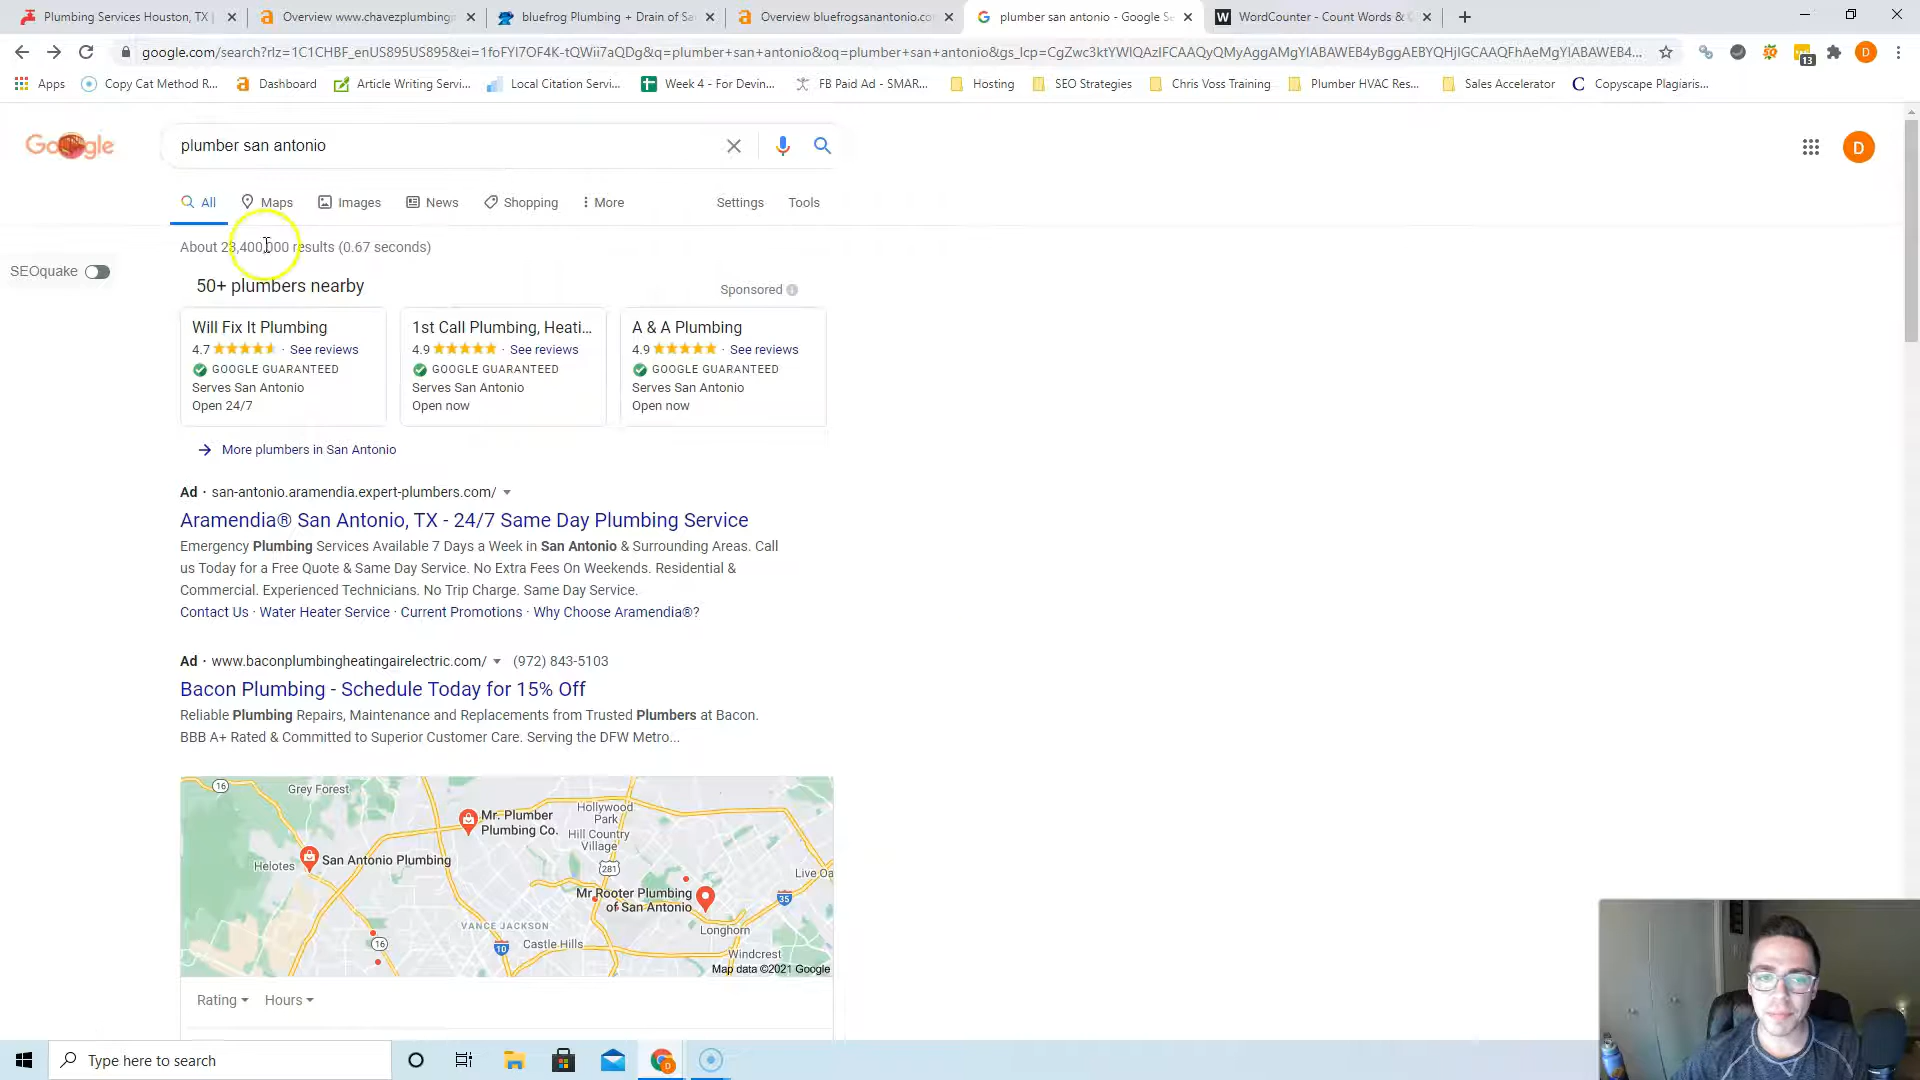 Plumbing Services Houston, TX |
Overview www.chavezplumbing
bluefrog Plumbing + Drain of Sa
Overview bluefrogsanantonio.co
plumber san antonio - Google Se
WordCounter - Count Words &
google.com/search?rlz=1C1CHBF_enUS895US895&ei=1foFYI7OF4K-tQWii7aQDg&q=plumber+san+antonio&oq=plumber+san+antonio&gs_lcp=CgZwc3ktYWIQAzIFCAAQyQMyAggAMgYIABAWEB4yBggAEBYQHjIGCAAQFhAeMgYIABAWEB4...
13
D
Apps
Copy Cat Method R...
Dashboard
Article Writing Servi...
Local Citation Servi...
Week 4 - For Devin...
FB Paid Ad - SMAR...
Hosting
SEO Strategies
Chris Voss Training
Plumber HVAC Res...
Sales Accelerator
Copyscape Plagiaris...
Google
plumber san antonio
D
All
Maps
Images
News
Shopping
More
Settings
Tools
About 23,400,000 results (0.67 seconds)
SEOquake
50+ plumbers nearby
Sponsored
Will Fix It Plumbing
4.7 · See reviews
GOOGLE GUARANTEED
Serves San Antonio
Open 24/7
1st Call Plumbing, Heati...
4.9 · See reviews
GOOGLE GUARANTEED
Serves San Antonio
Open now
A & A Plumbing
4.9 · See reviews
GOOGLE GUARANTEED
Serves San Antonio
Open now
More plumbers in San Antonio
Ad · san-antonio.aramendia.expert-plumbers.com/
Aramendia® San Antonio, TX - 24/7 Same Day Plumbing Service
Emergency Plumbing Services Available 7 Days a Week in San Antonio & Surrounding Areas. Call
us Today for a Free Quote & Same Day Service. No Extra Fees On Weekends. Residential &
Commercial. Experienced Technicians. No Trip Charge. Same Day Service.
Contact Us · Water Heater Service · Current Promotions · Why Choose Aramendia®?
Ad · www.baconplumbingheatingairelectric.com/ (972) 843-5103
Bacon Plumbing - Schedule Today for 15% Off
Reliable Plumbing Repairs, Maintenance and Replacements from Trusted Plumbers at Bacon.
BBB A+ Rated & Committed to Superior Customer Care. Serving the DFW Metro...
16
Grey Forest
Mr. Plumber
Plumbing Co.
Hollywood
Park
Hill Country
Village
Helotes
San Antonio Plumbing
281
Live Oa
Mr Rooter Plumbing
of San Antonio
35
VANCE JACKSON
Longhorn
16
10
Castle Hills
Windcrest
Map data ©2021 Google
Rating
Hours
Type here to search